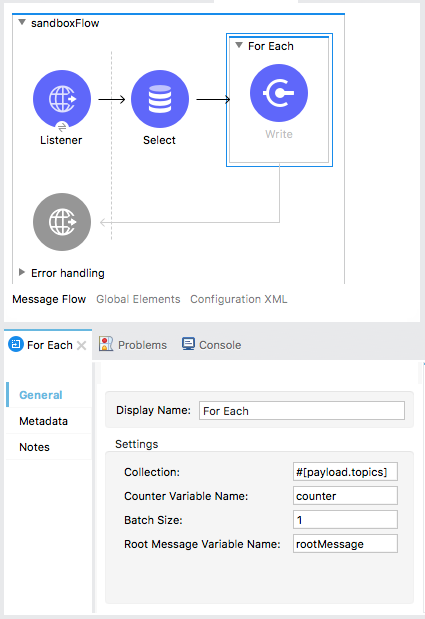 sandboxFlow
For Each
Listener
Select
Write
Error handling
Message Flow Global Elements Configuration XML
For Each Problems Console
General
Metadata
Notes
Display Name: For Each
Settings
Collection: #[payload.topics]
Counter Variable Name: counter
Batch Size: 1
Root Message Variable Name: rootMessage